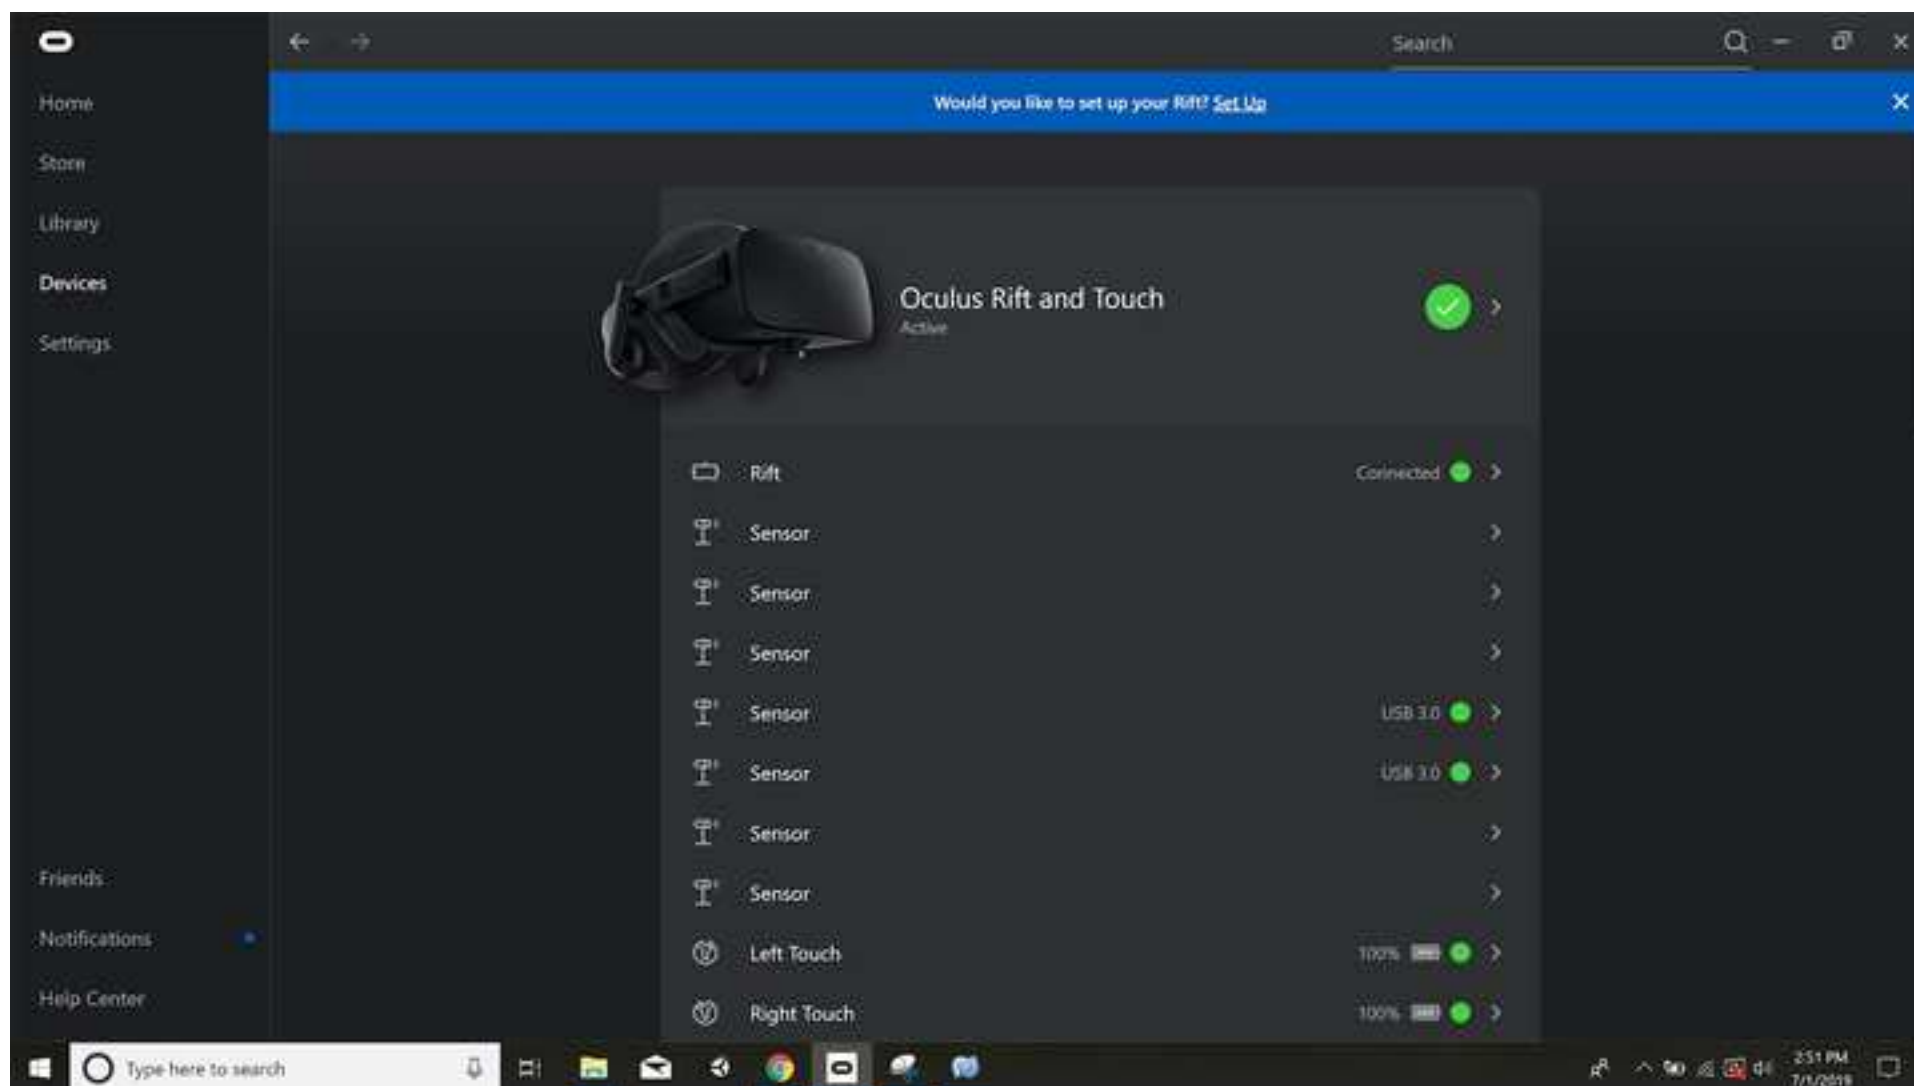 Search
Home
Would you like to set up your Rift? Set Up
Store
Library
Devices
Settings
Oculus Rift and Touch
Active
Rift
Connected
Sensor
Sensor
Sensor
Sensor
USB 3.0
Sensor
USB 3.0
Sensor
Sensor
Left Touch
100%
Right Touch
100%
Friends
Notifications
Help Center
Type here to search
2:51 PM